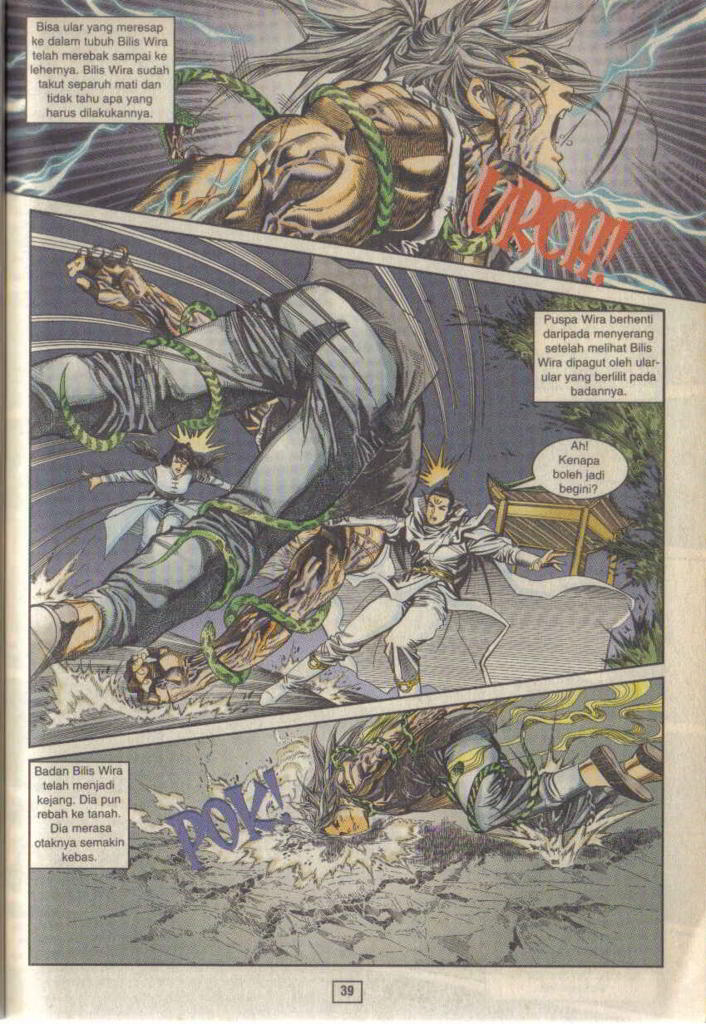 Bisa ular yang meresap
ke dalam tubuh Bilis Wira
telah merebak sampai ke
lehernya. Bilis Wira sudah
takut separuh mati dan
tidak tahu apa yang
harus dilakukannya.
URCH!
Puspa Wira berhenti
daripada menyerang
setelah melihat Bilis
Wira dipagut oleh ular-
ular yang berlilit pada
badannya.
Ah!
Kenapa
boleh jadi
begini?
Badan Bilis Wira
telah menjadi
kejang. Dia pun
rebah ke tanah.
Dia merasa
otaknya semakin
kebas.
POK!
39